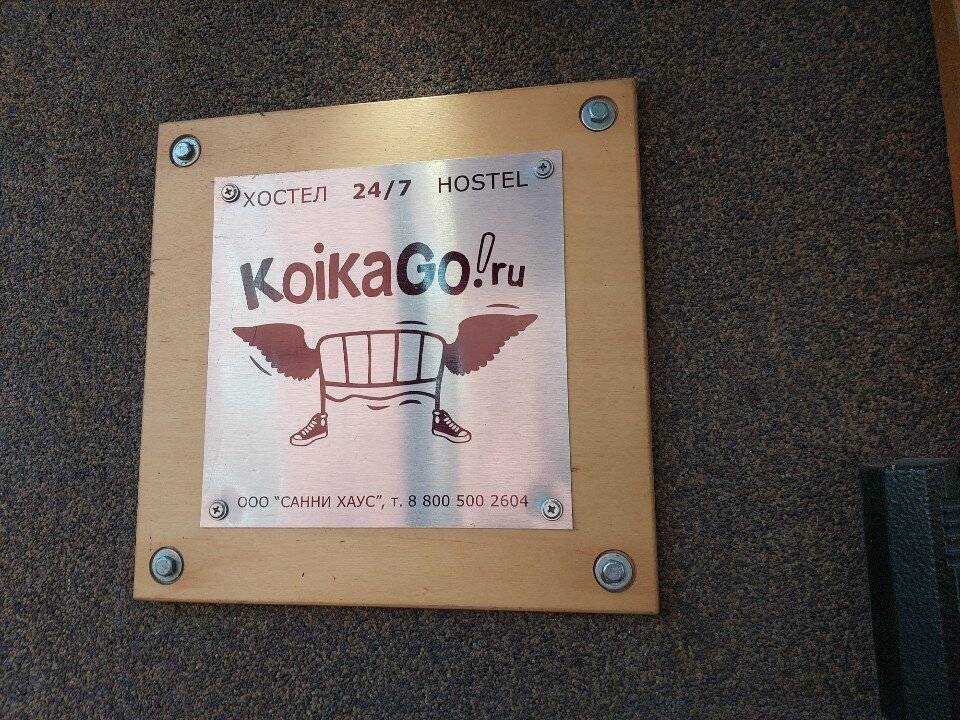 ХОСТЕЛ 24/7 HOSTEL
KoiKaGo!ru
ООО "САННИ ХАУС", т. 8 800 500 2604